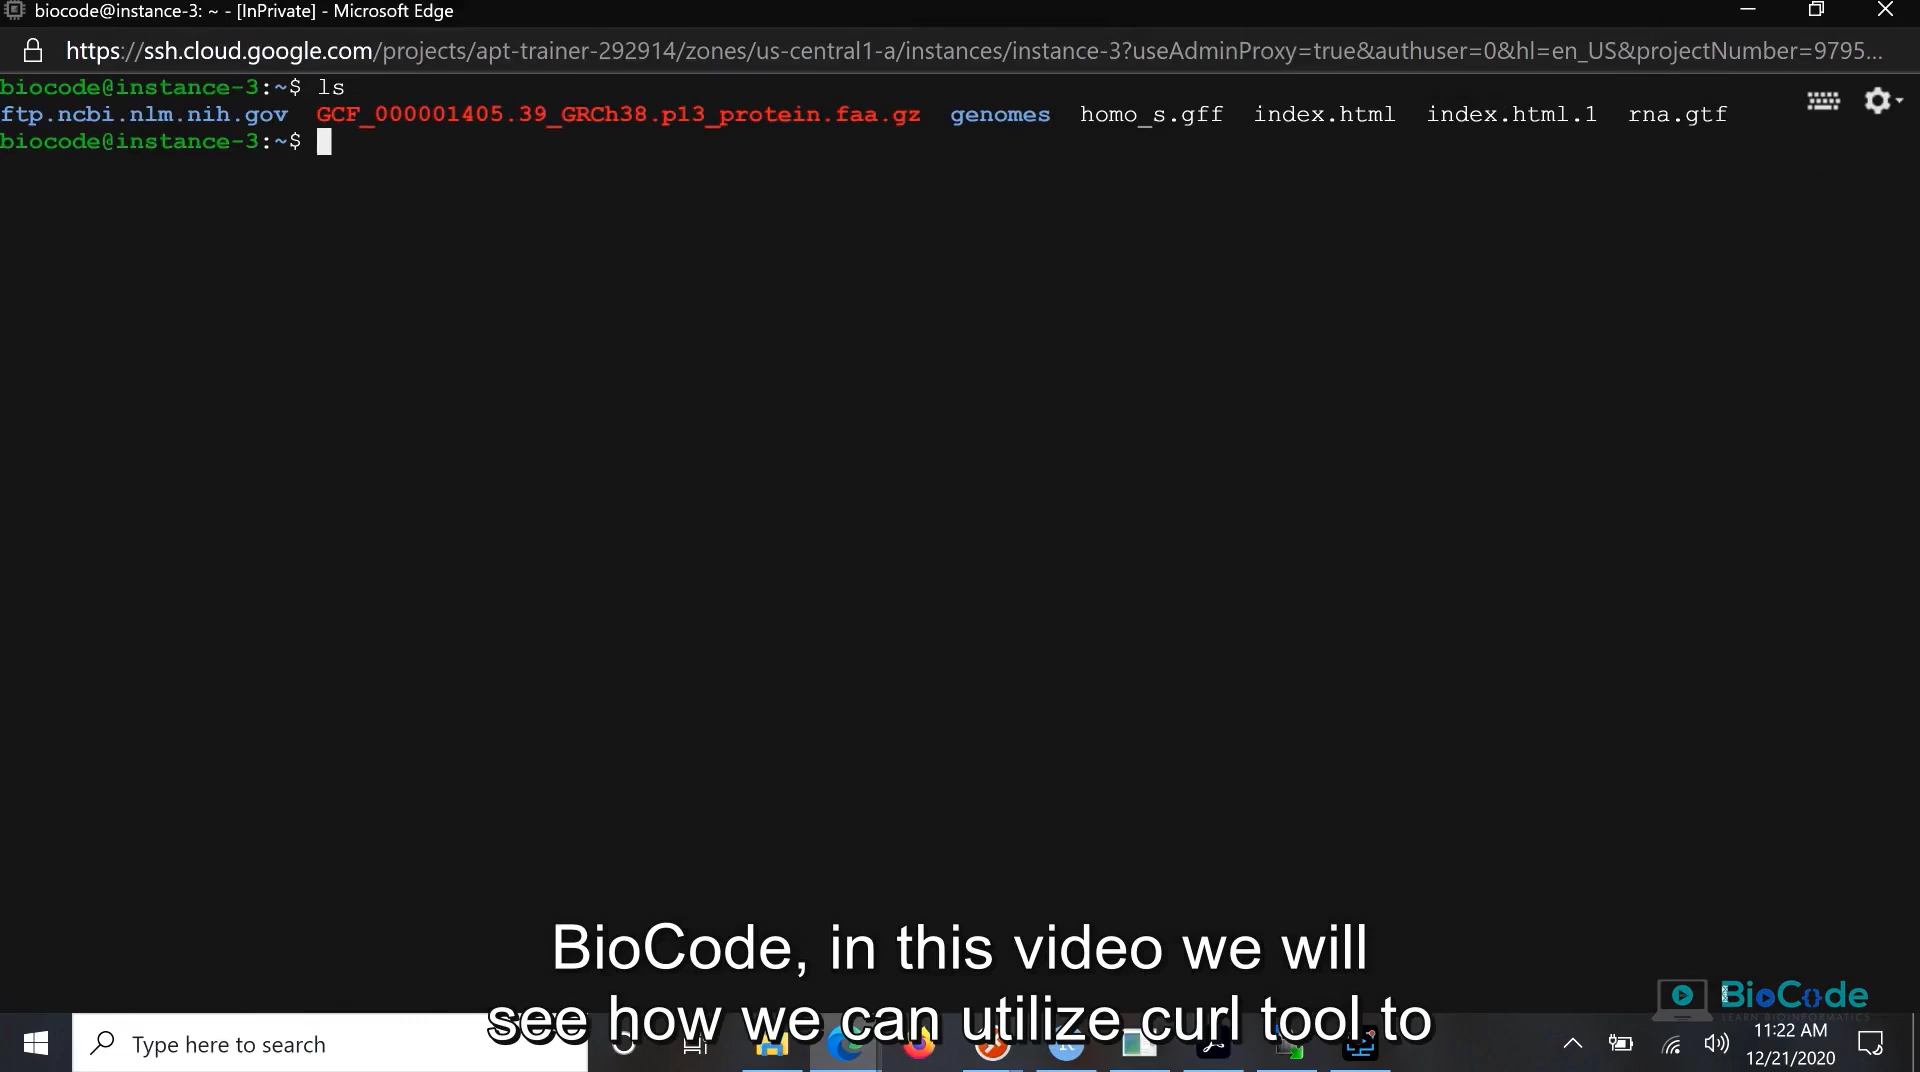 biocode@instance-3: ~ - [InPrivate] - Microsoft Edge
https://ssh.cloud.google.com/projects/apt-trainer-292914/zones/us-central1-a/instances/instance-3?useAdminProxy=true&authuser=0&hl=en_US&projectNumber=9795...
biocode@instance-3:~$ ls
ftp.ncbi.nlm.nih.gov GCF_000001405.39_GRCh38.p13_protein.faa.gz genomes homo_s.gff index.html index.html.1 rna.gtf
biocode@instance-3:~$
BioCode, in this video we will
see how we can utilize curl tool to
BioCode
LEARN BIOINFORMATICS
Type here to search
11:22 AM
12/21/2020